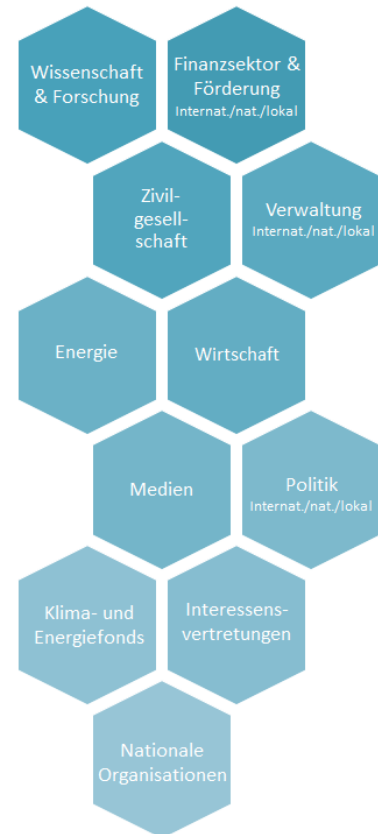 Wissenschaft
& Forschung
Finanzsektor &
Förderung
Internat./nat./lokal
Zivil-
gesell-
schaft
Verwaltung
Internat./nat./lokal
Energie
Wirtschaft
Medien
Politik
Internat./nat./lokal
Klima- und
Energiefonds
Interessens-
vertretungen
Nationale
Organisationen